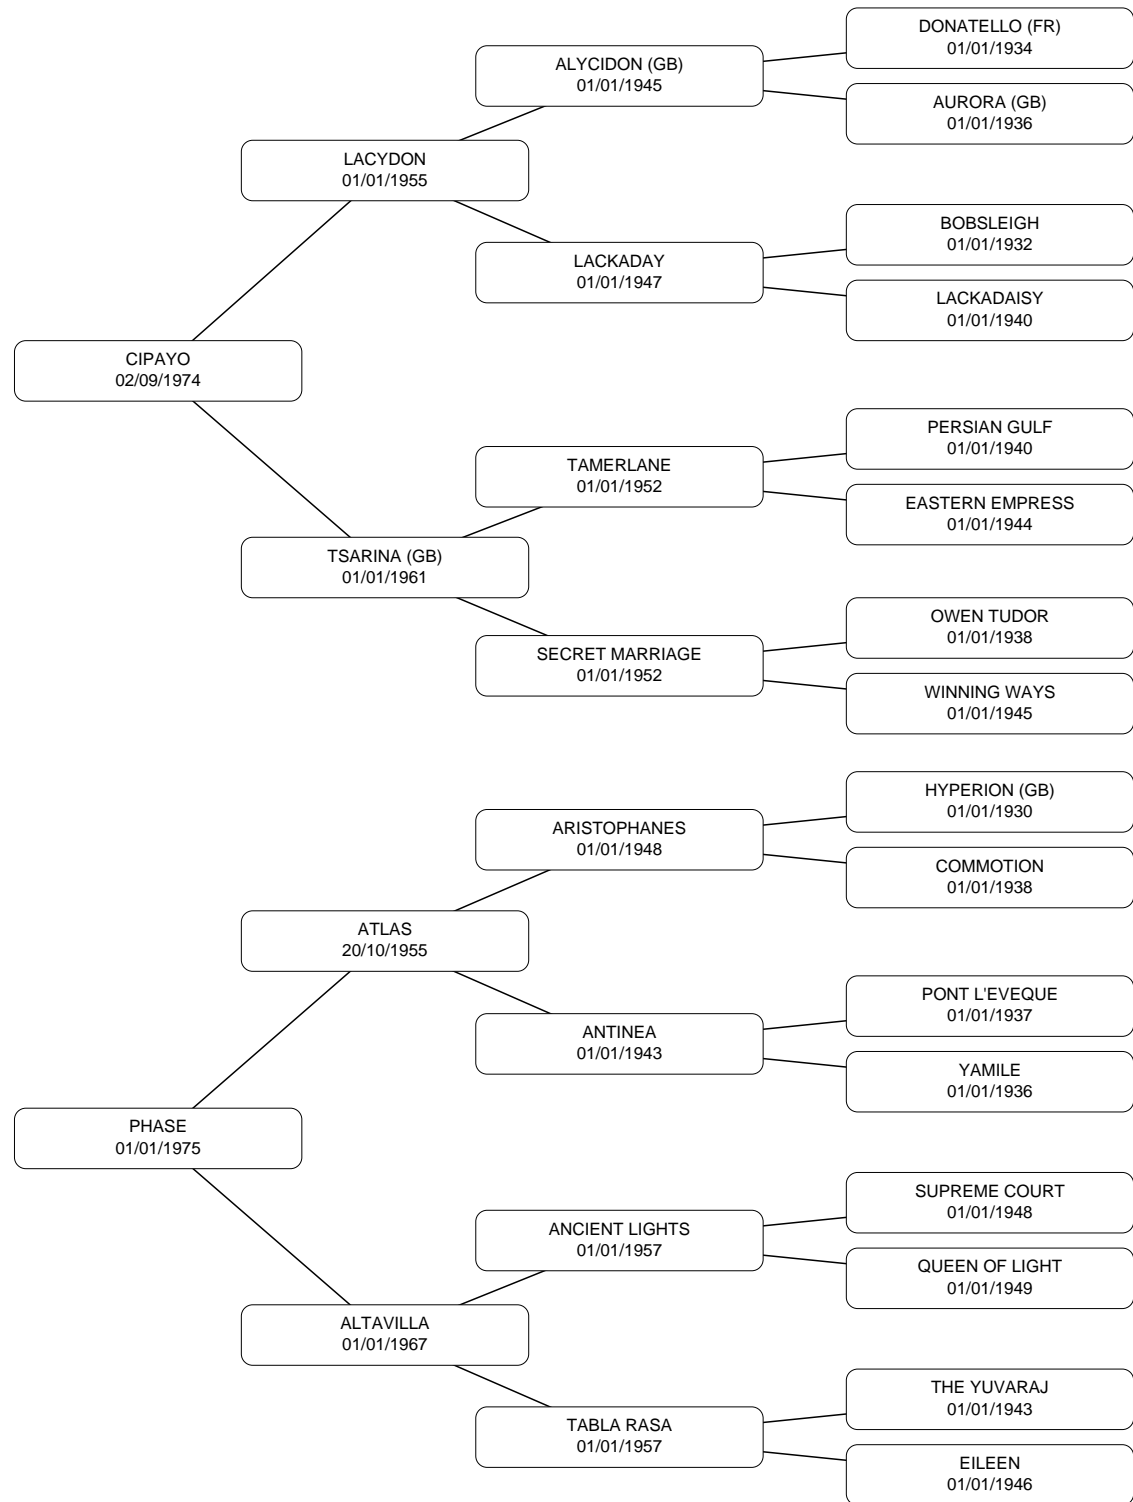 DONATELLO (FR)
01/01/1934
ALYCIDON (GB)
01/01/1945
AURORA (GB)
01/01/1936
LACYDON
01/01/1955
BOBSLEIGH
01/01/1932
LACKADAY
01/01/1947
LACKADAISY
01/01/1940
CIPAYO
02/09/1974
PERSIAN GULF
01/01/1940
TAMERLANE
01/01/1952
EASTERN EMPRESS
01/01/1944
TSARINA (GB)
01/01/1961
OWEN TUDOR
01/01/1938
SECRET MARRIAGE
01/01/1952
WINNING WAYS
01/01/1945
HYPERION (GB)
01/01/1930
ARISTOPHANES
01/01/1948
COMMOTION
01/01/1938
ATLAS
20/10/1955
PONT L'EVEQUE
01/01/1937
ANTINEA
01/01/1943
YAMILE
01/01/1936
PHASE
01/01/1975
SUPREME COURT
01/01/1948
ANCIENT LIGHTS
01/01/1957
QUEEN OF LIGHT
01/01/1949
ALTAVILLA
01/01/1967
THE YUVARAJ
01/01/1943
TABLA RASA
01/01/1957
EILEEN
01/01/1946